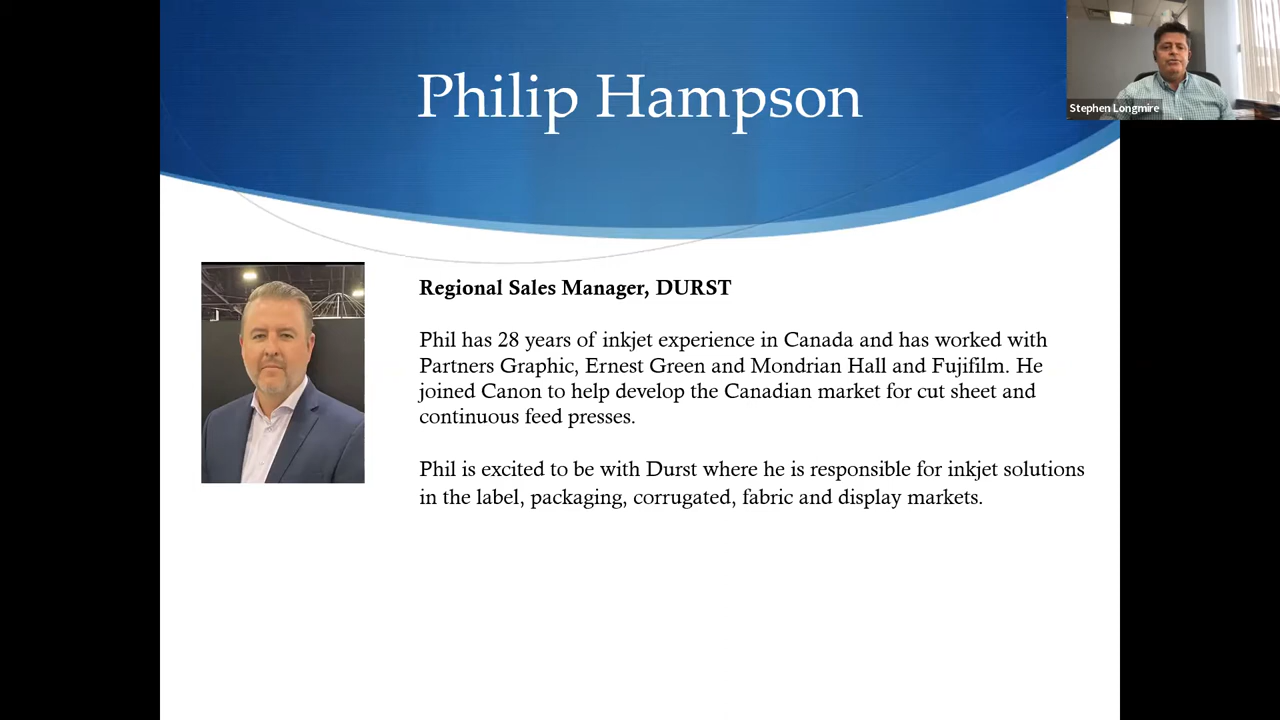 Philip Hampson
Stephen Longmire
Regional Sales Manager, DURST
Phil has 28 years of inkjet experience in Canada and has worked with
Partners Graphic, Ernest Green and Mondrian Hall and Fujifilm. He
joined Canon to help develop the Canadian market for cut sheet and
continuous feed presses.
Phil is excited to be with Durst where he is responsible for inkjet solutions
in the label, packaging, corrugated, fabric and display markets.